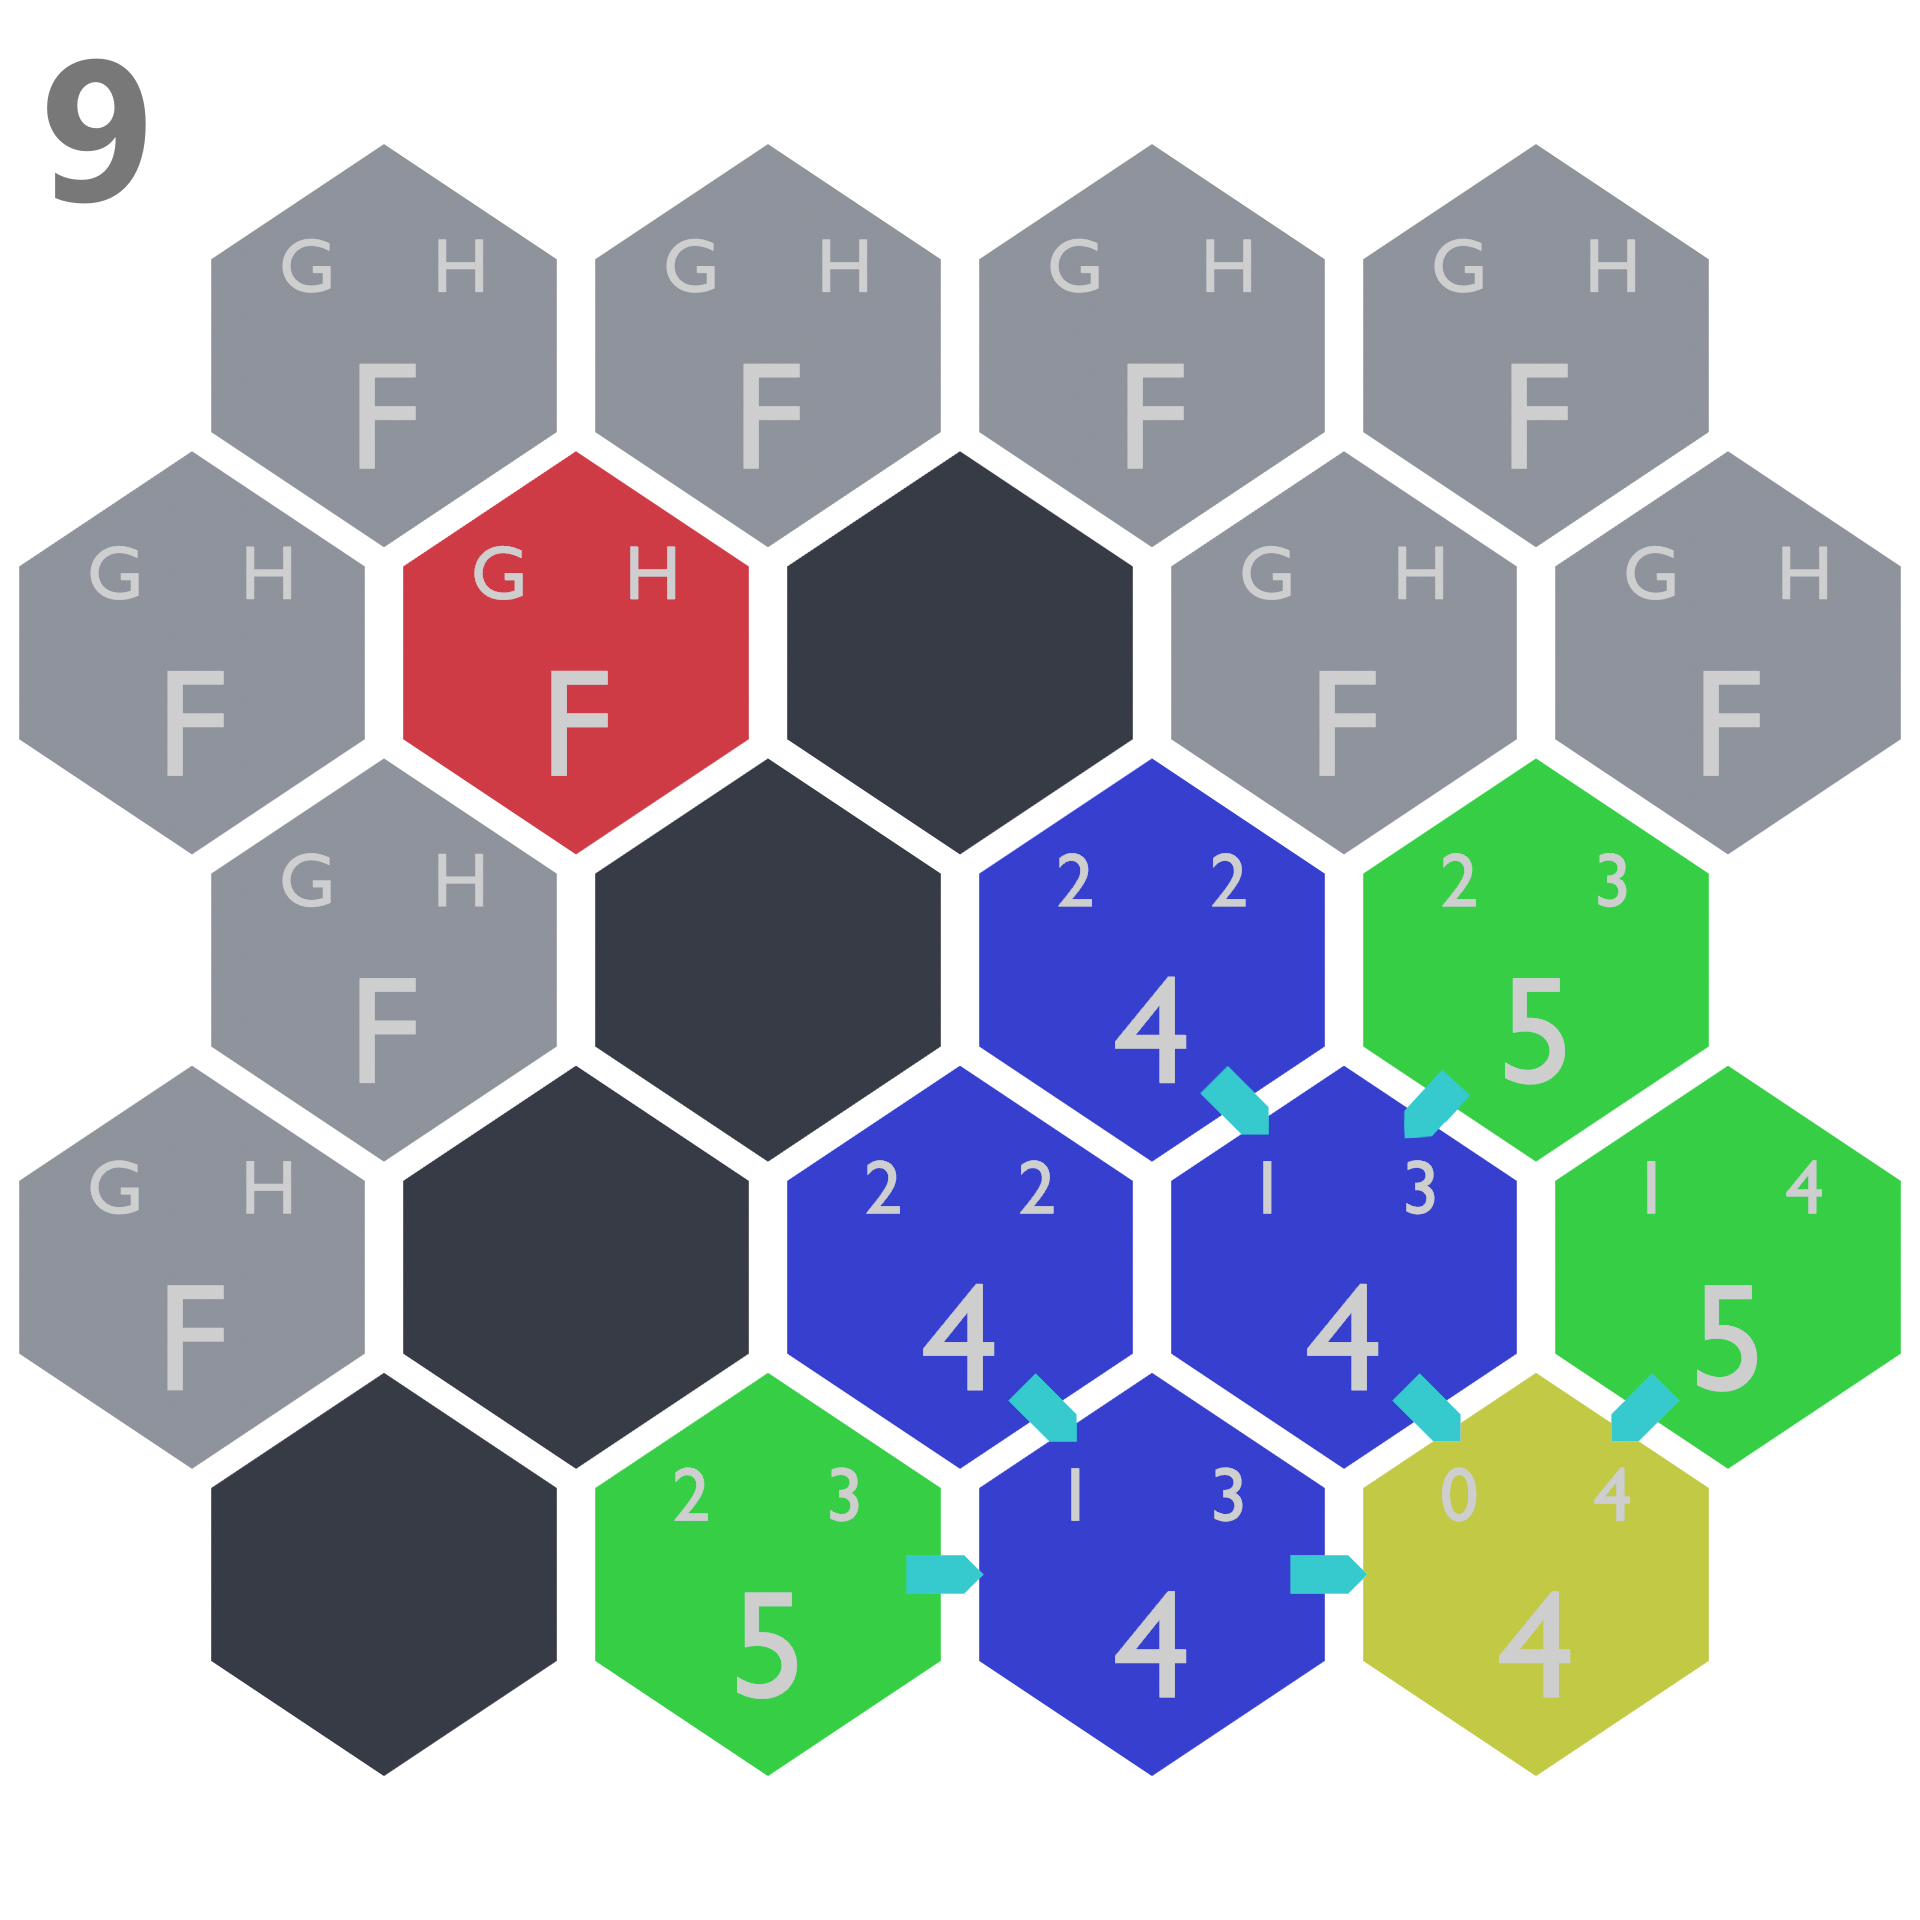 9
G H G H G H G H
F F F F
G H G H G H G H
F F F F
G H 2 2 2 3
F 4 5
G H 2 2 1 3 1 4
F 4 4 5
2 3 1 3 0 4
5 4 4